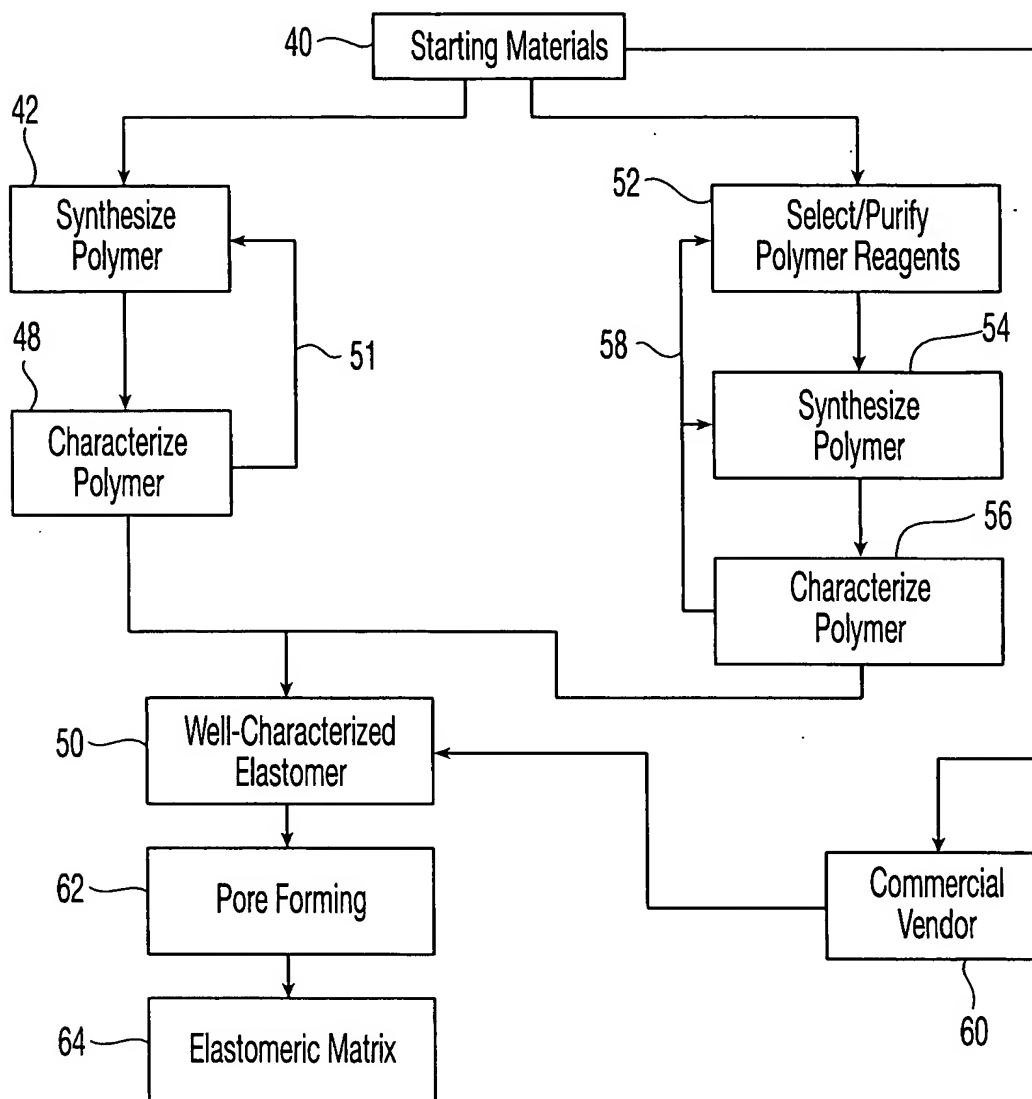 40
Starting Materials
42
Synthesize
Polymer
52
Select/Purify
Polymer Reagents
48
Characterize
Polymer
51
58
54
Synthesize
Polymer
56
Characterize
Polymer
50
Well-Characterized
Elastomer
62
Pore Forming
Commercial
Vendor
60
64
Elastomeric Matrix